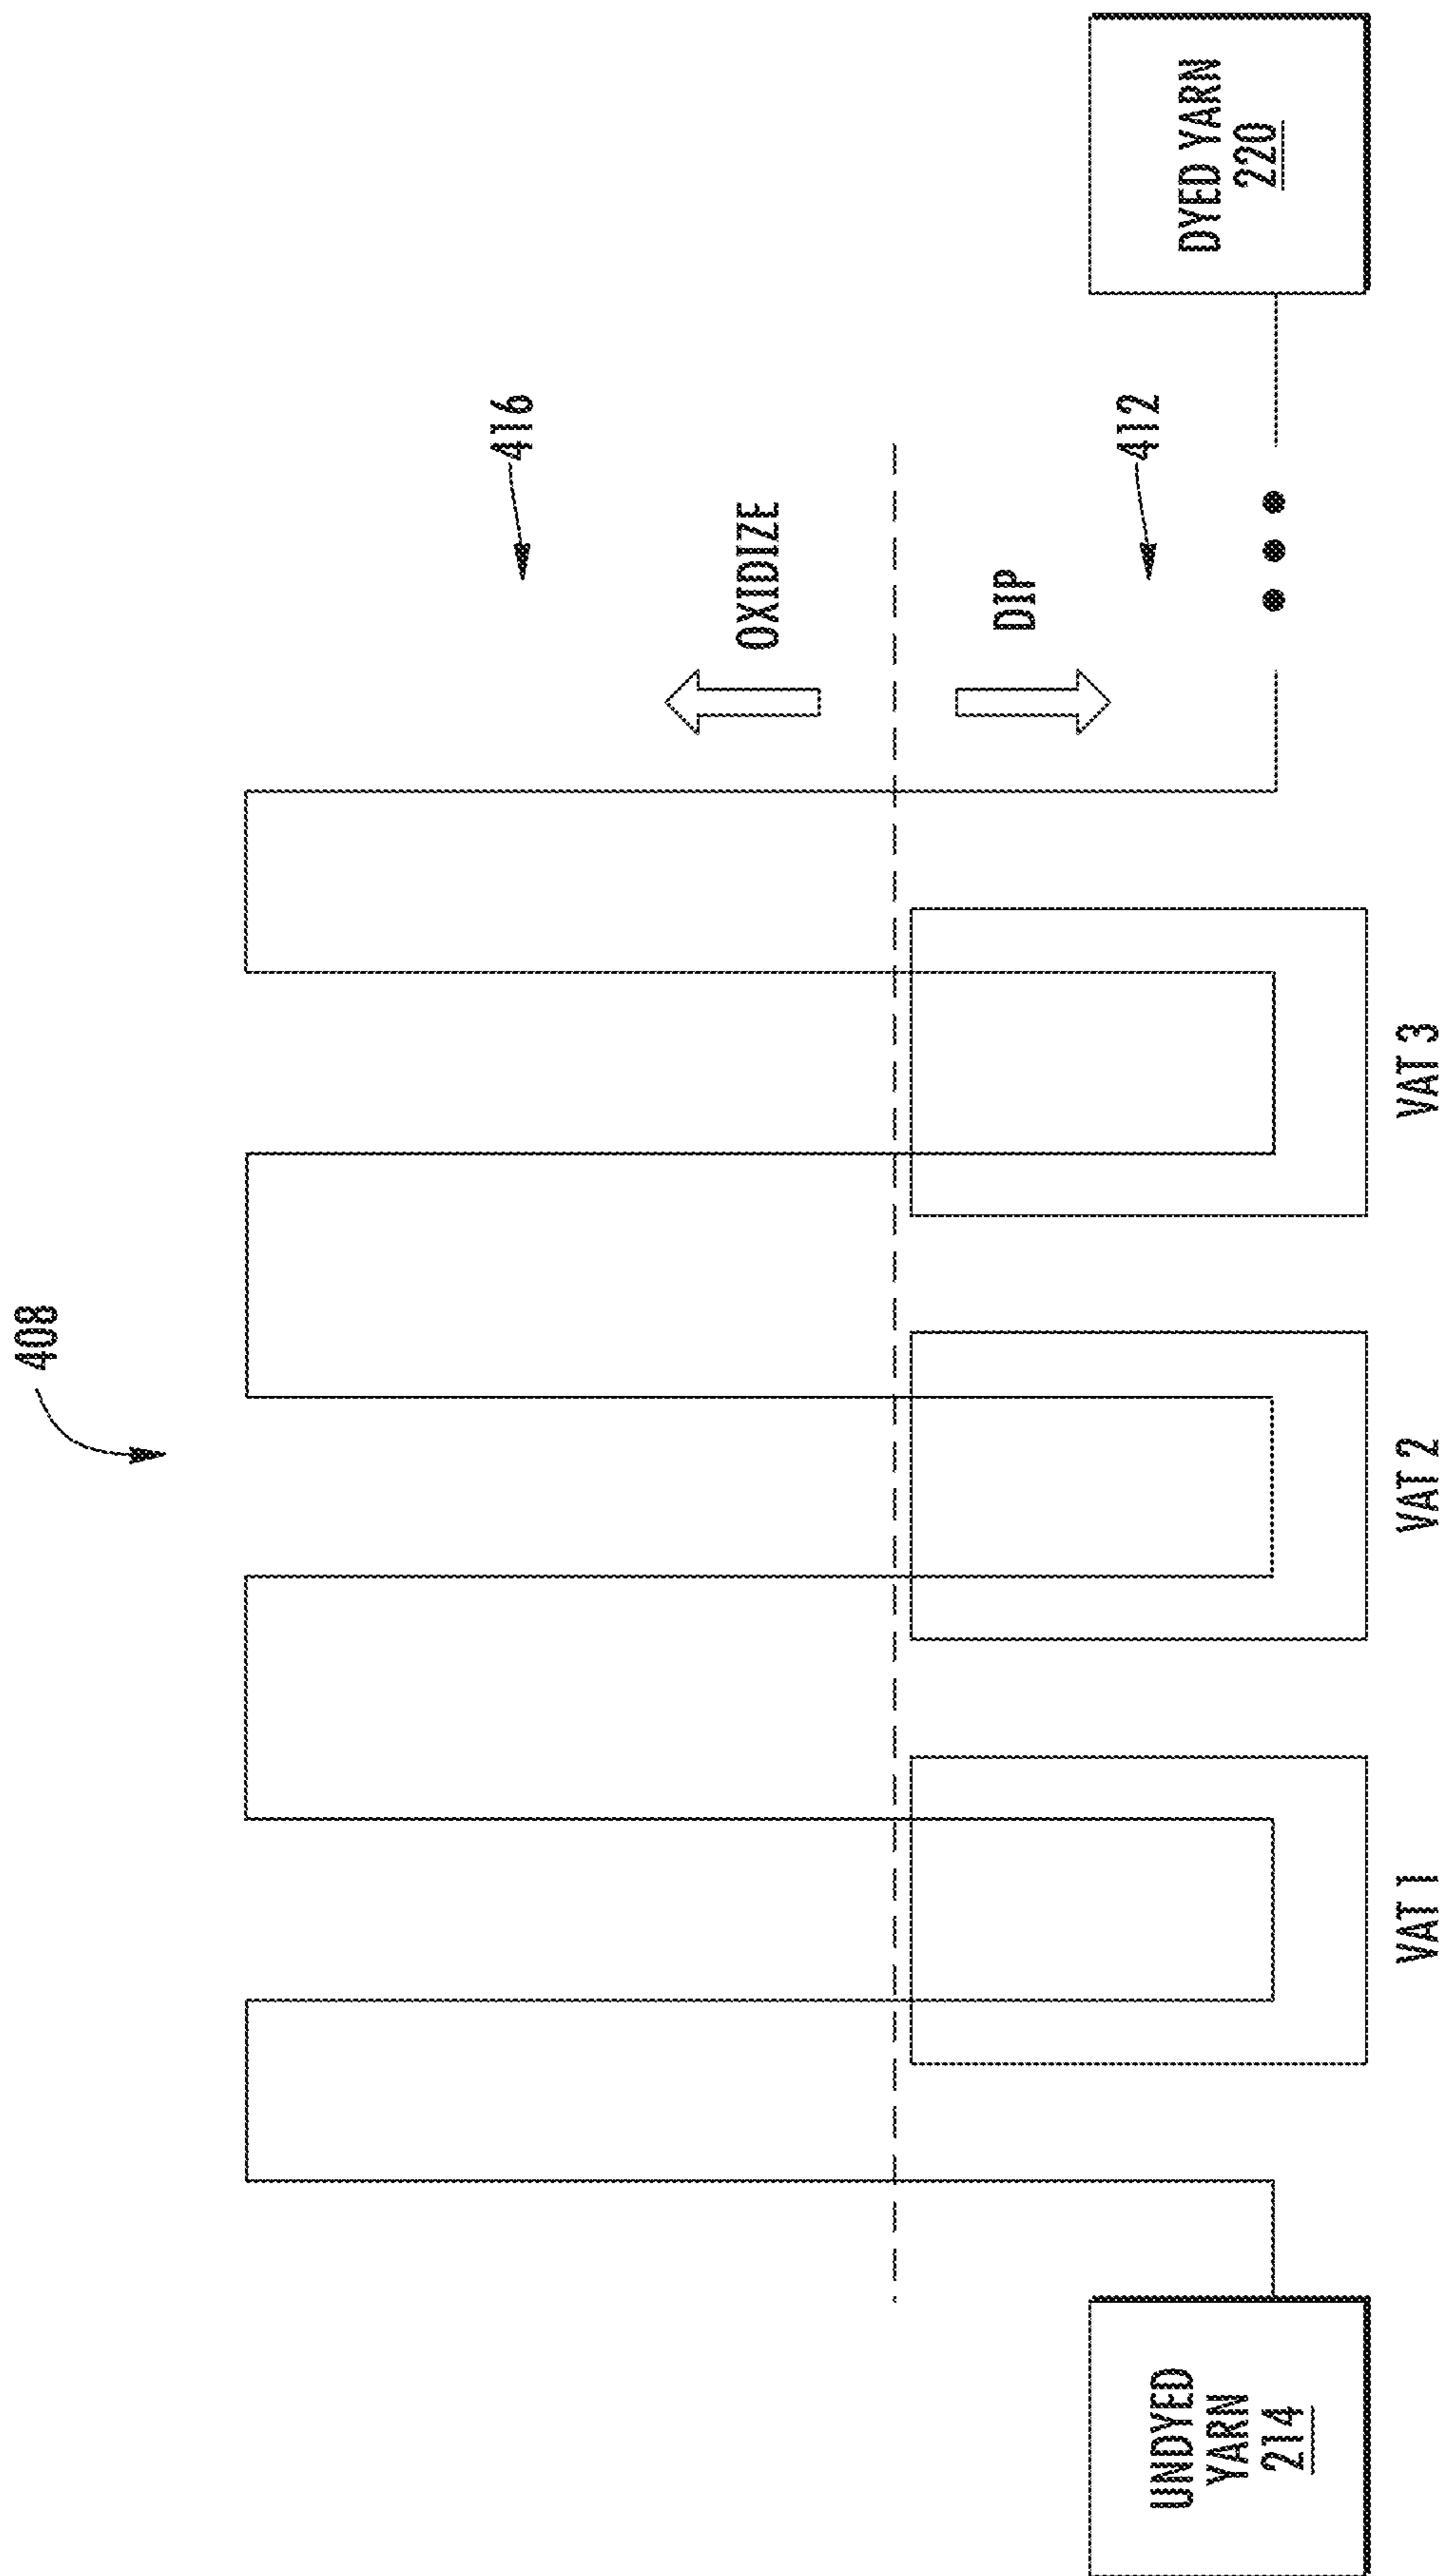 408
416
OXIDIZE
DIP
412
UNDYED
YARN
214
DYED YARN
220
VAT 1
VAT 2
VAT 3